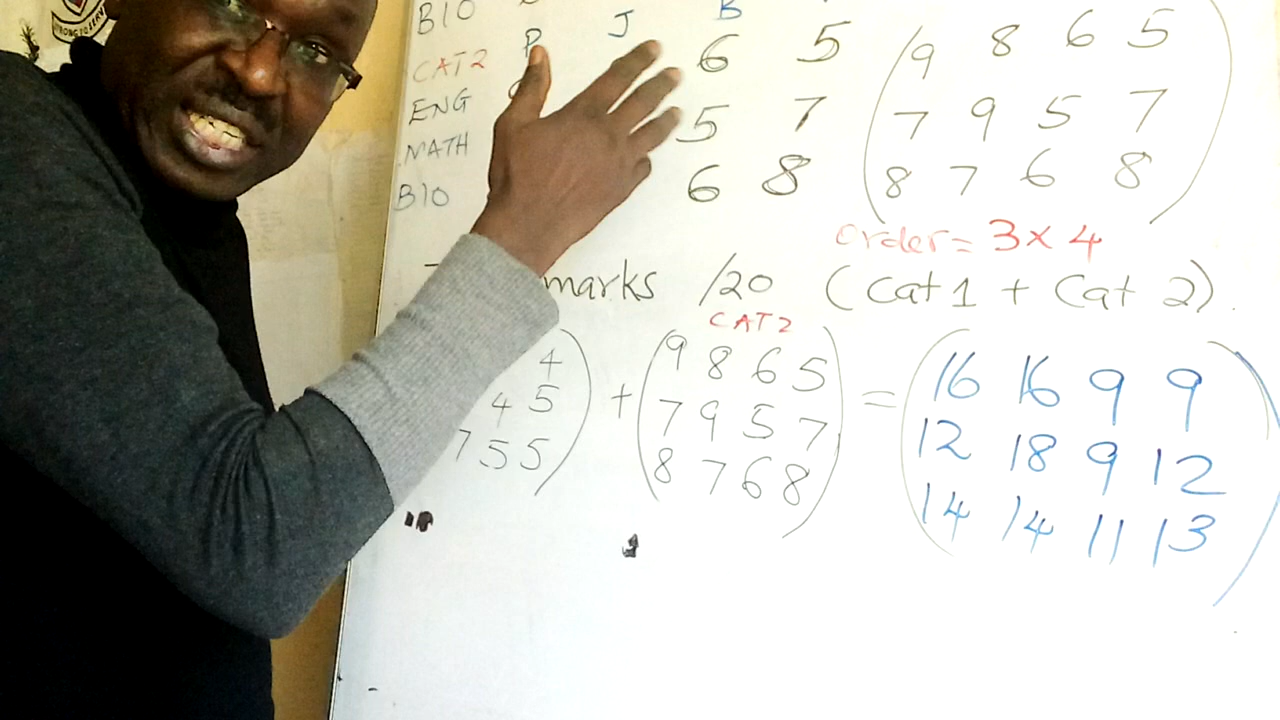 BIO B
CAT 2 P J 6 5 9 8 6 5
ENG 5 7 7 9 5 7
MATH 6 8 8 7 6 8
BIO
order = 3 x 4
marks /20 (Cat 1 + Cat 2).
CAT 2
4 + 9 8 6 5 = 16 16 9 9
4 5 7 9 5 7 12 18 9 12
7 5 5 8 7 6 8 14 14 11 13